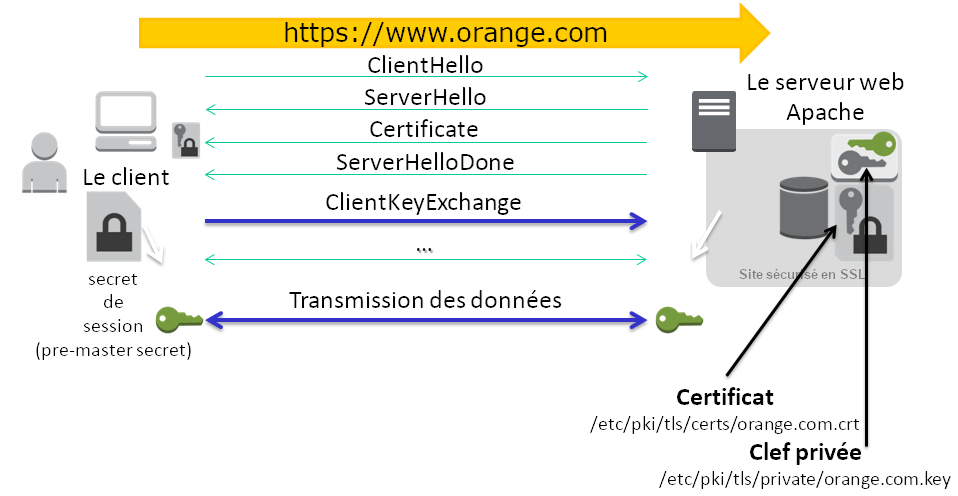 https://www.orange.com
ClientHello
ServerHello
Certificate
ServerHelloDone
ClientKeyExchange
...
Transmission des données
Le client
secret
de
session
(pre-master secret)
Le serveur web
Apache
Site sécurisé en SSL
Certificat
/etc/pki/tls/certs/orange.com.crt
Clef privée
/etc/pki/tls/private/orange.com.key